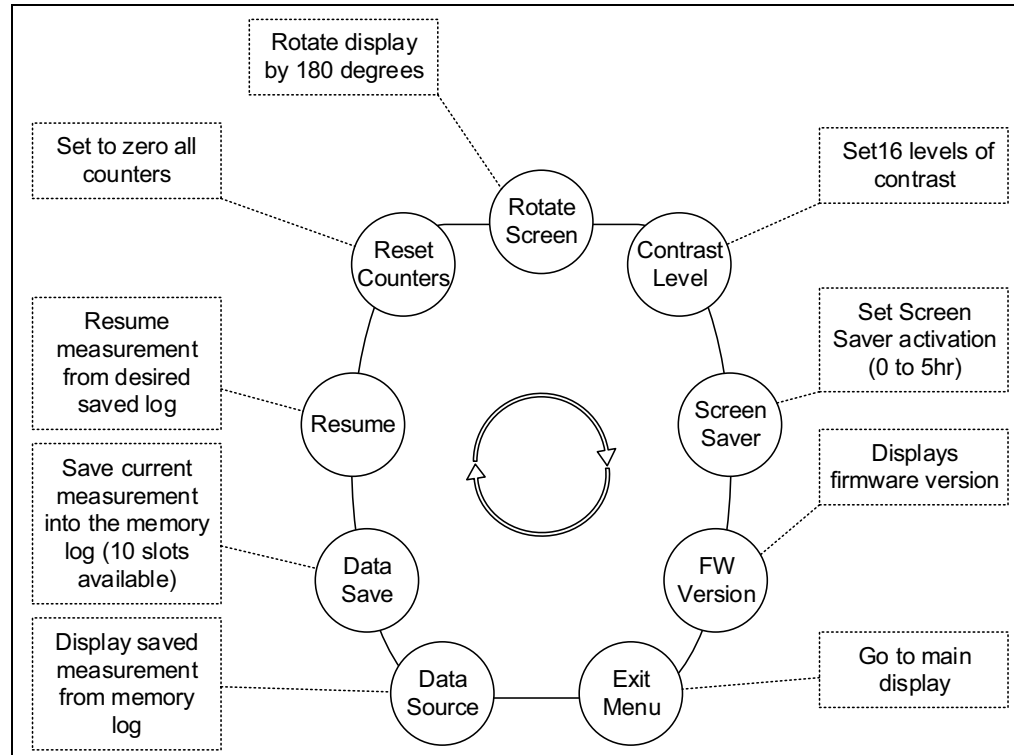 Rotate display
by 180 degrees
Set to zero all
counters
Set16 levels of
contrast
Rotate
Screen
Reset
Counters
Contrast
Level
Resume
measurement
from desired
saved log
Set Screen
Saver activation
(0 to 5hr)
Resume
Screen
Saver
Save current
measurement
into the memory
log (10 slots
available)
Displays
firmware version
Data
Save
FW
Version
Display saved
measurement
from memory
log
Data
Source
Exit
Menu
Go to main
display